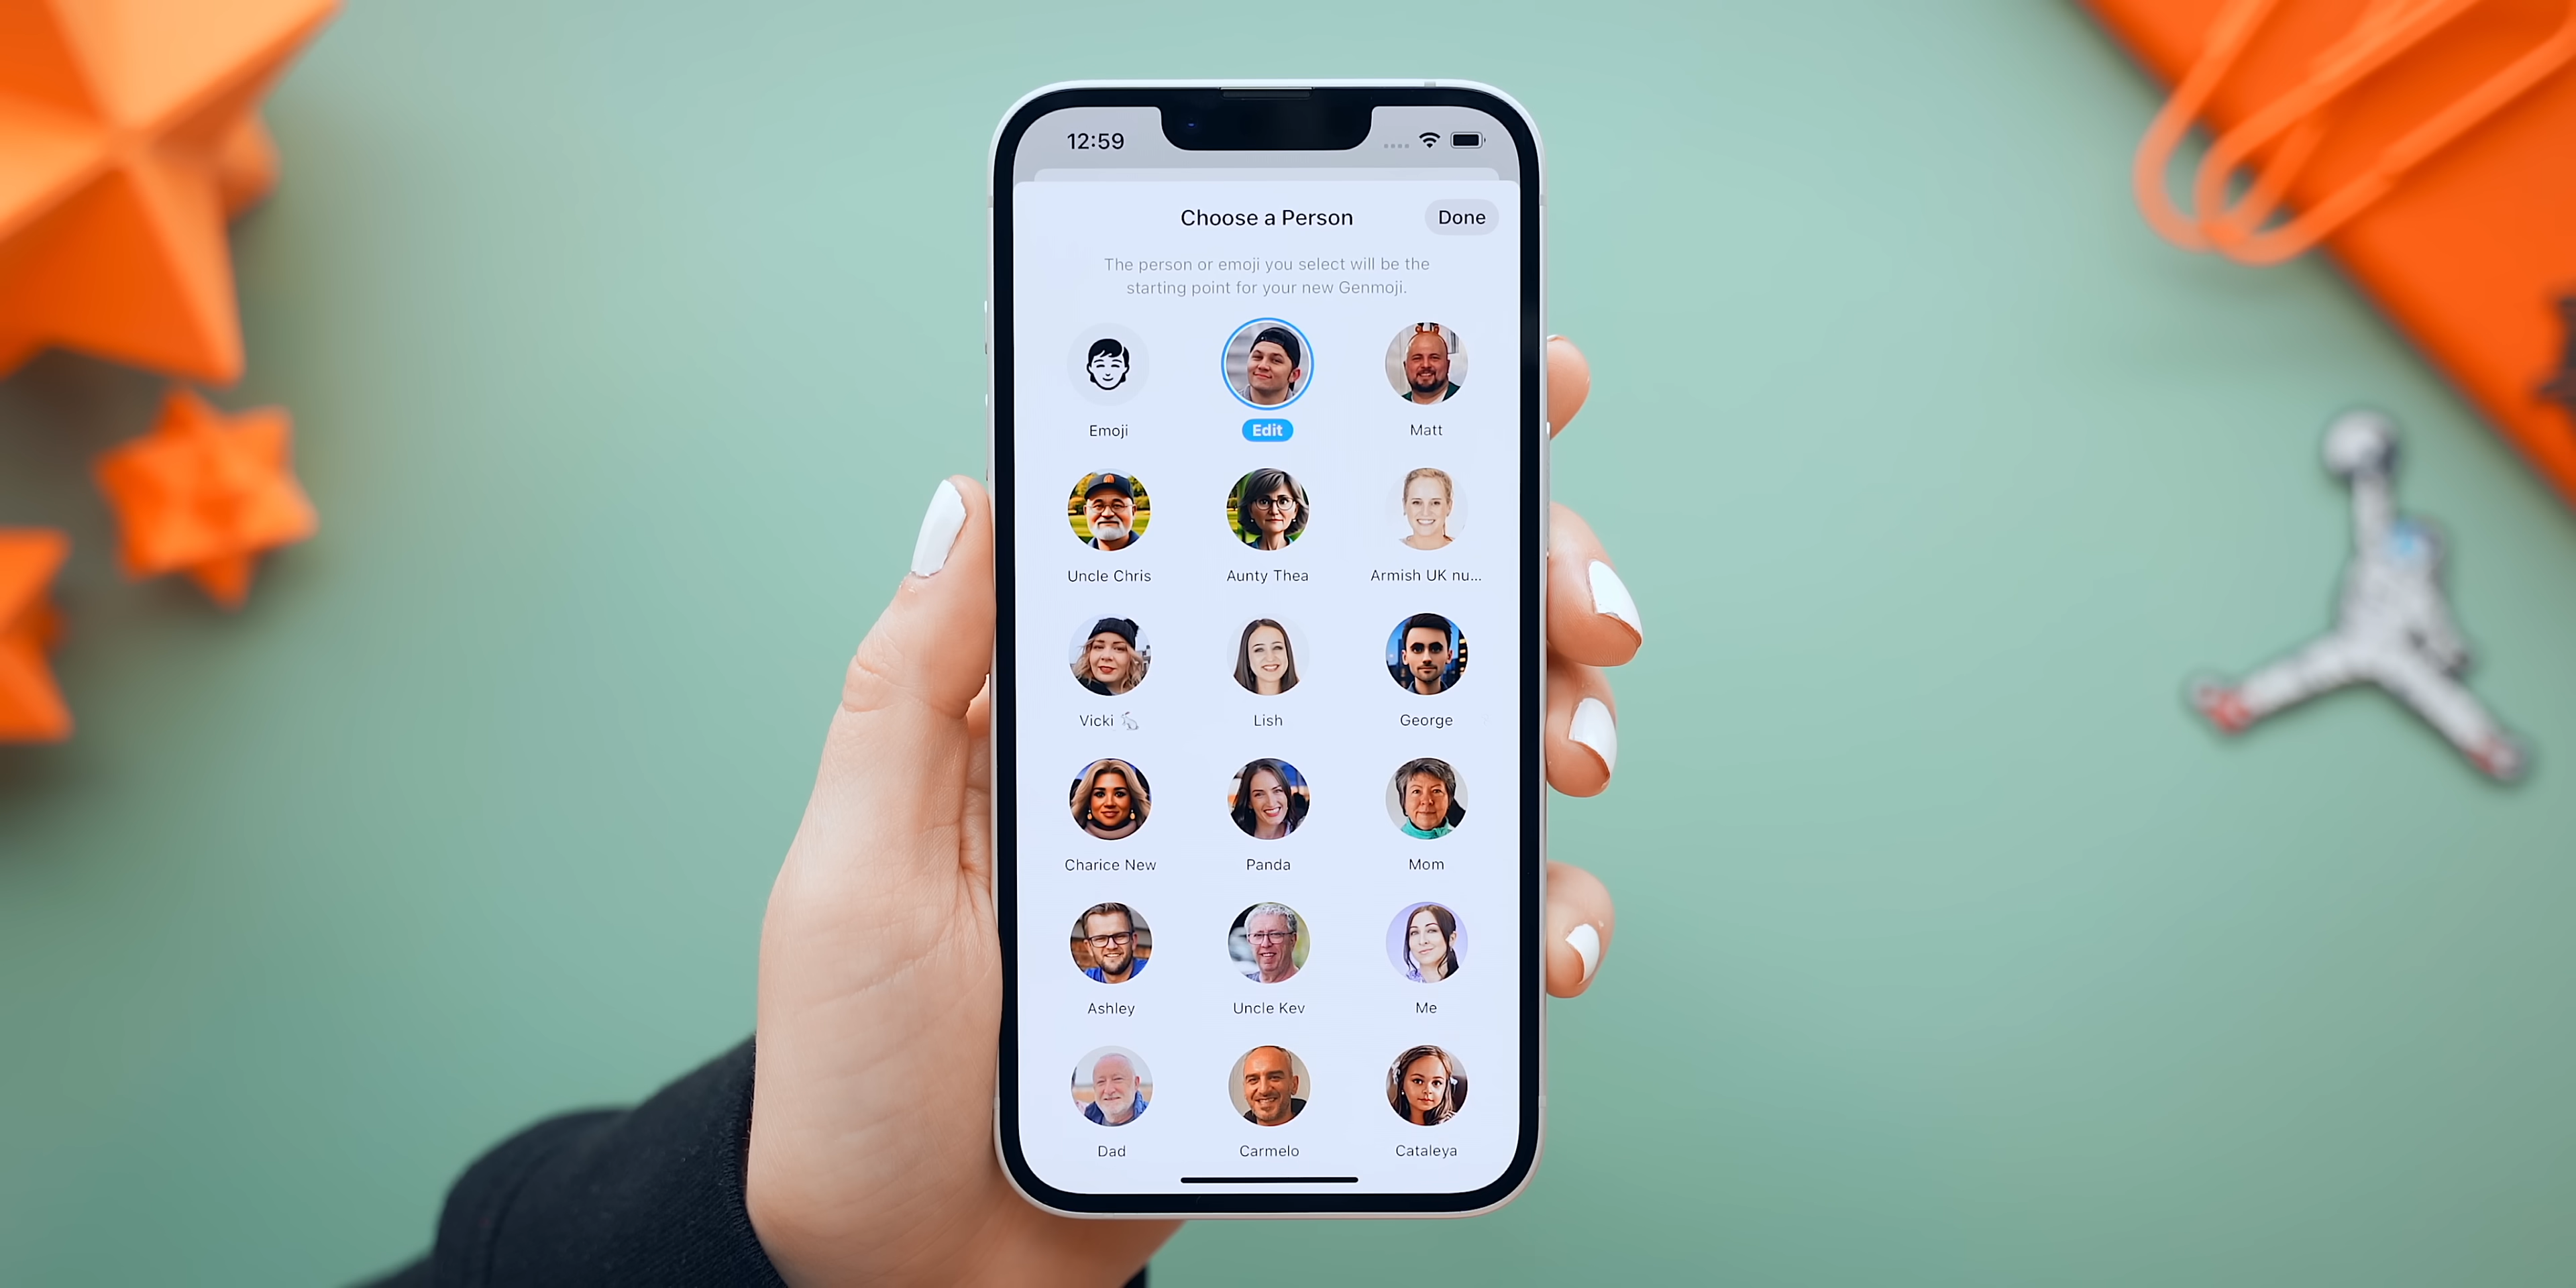 12:59
Choose a Person
Done
The person or emoji you select will be the
starting point for your new Genmoji.
Emoji
Edit
Matt
Uncle Chris
Aunty Thea
Armish UK nu...
Vicki 🐇
Lish
George
Charice New
Panda
Mom
Ashley
Uncle Kev
Me
Dad
Carmelo
Cataleya